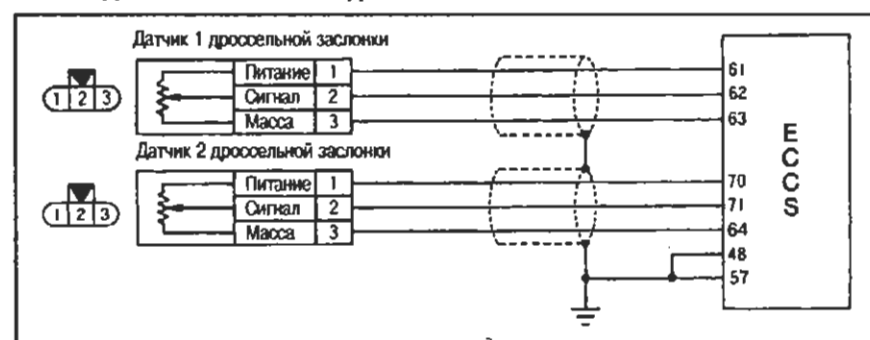 Датчик 1 дроссельной заслонки
1 2 3
Питание 1
Сигнал 2
Масса 3
61
62
63
Датчик 2 дроссельной заслонки
1 2 3
Питание 1
Сигнал 2
Масса 3
70
71
64
48
57
ECCS